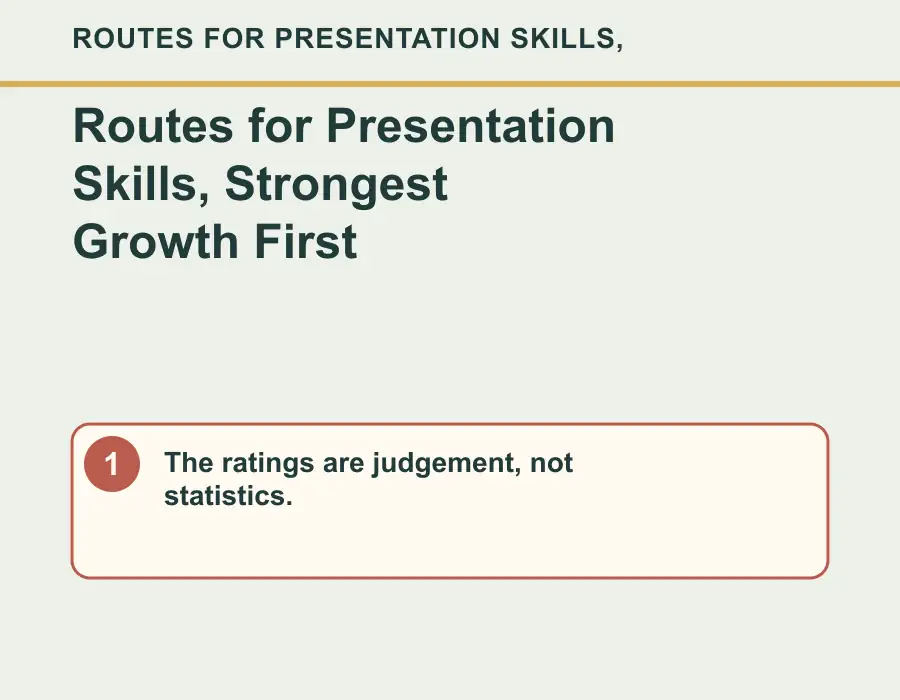 ROUTES FOR PRESENTATION SKILLS,
Routes for Presentation
Skills, Strongest
Growth First
1
The ratings are judgement, not
statistics.